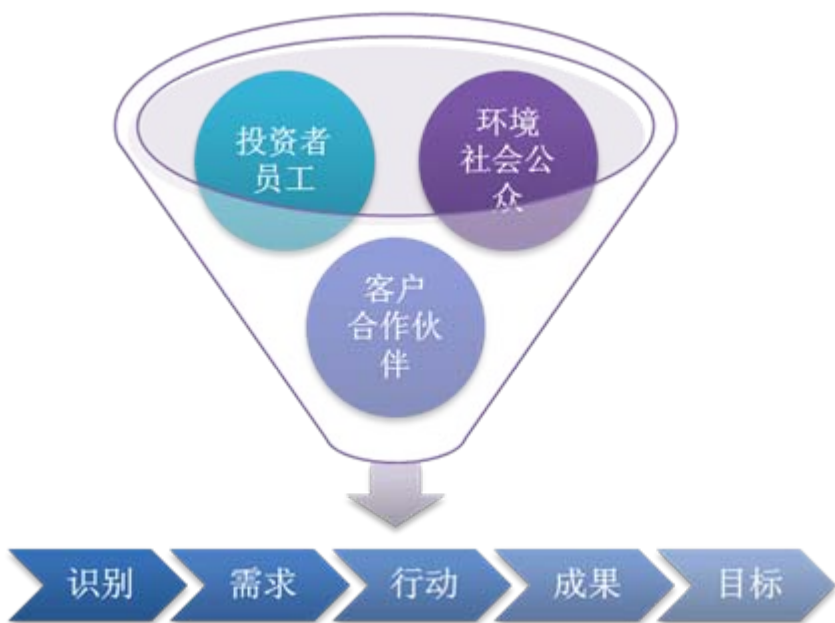 投资者
员工
环境
社会公
众
客户
合作伙
伴
识别
需求
行动
成果
目标